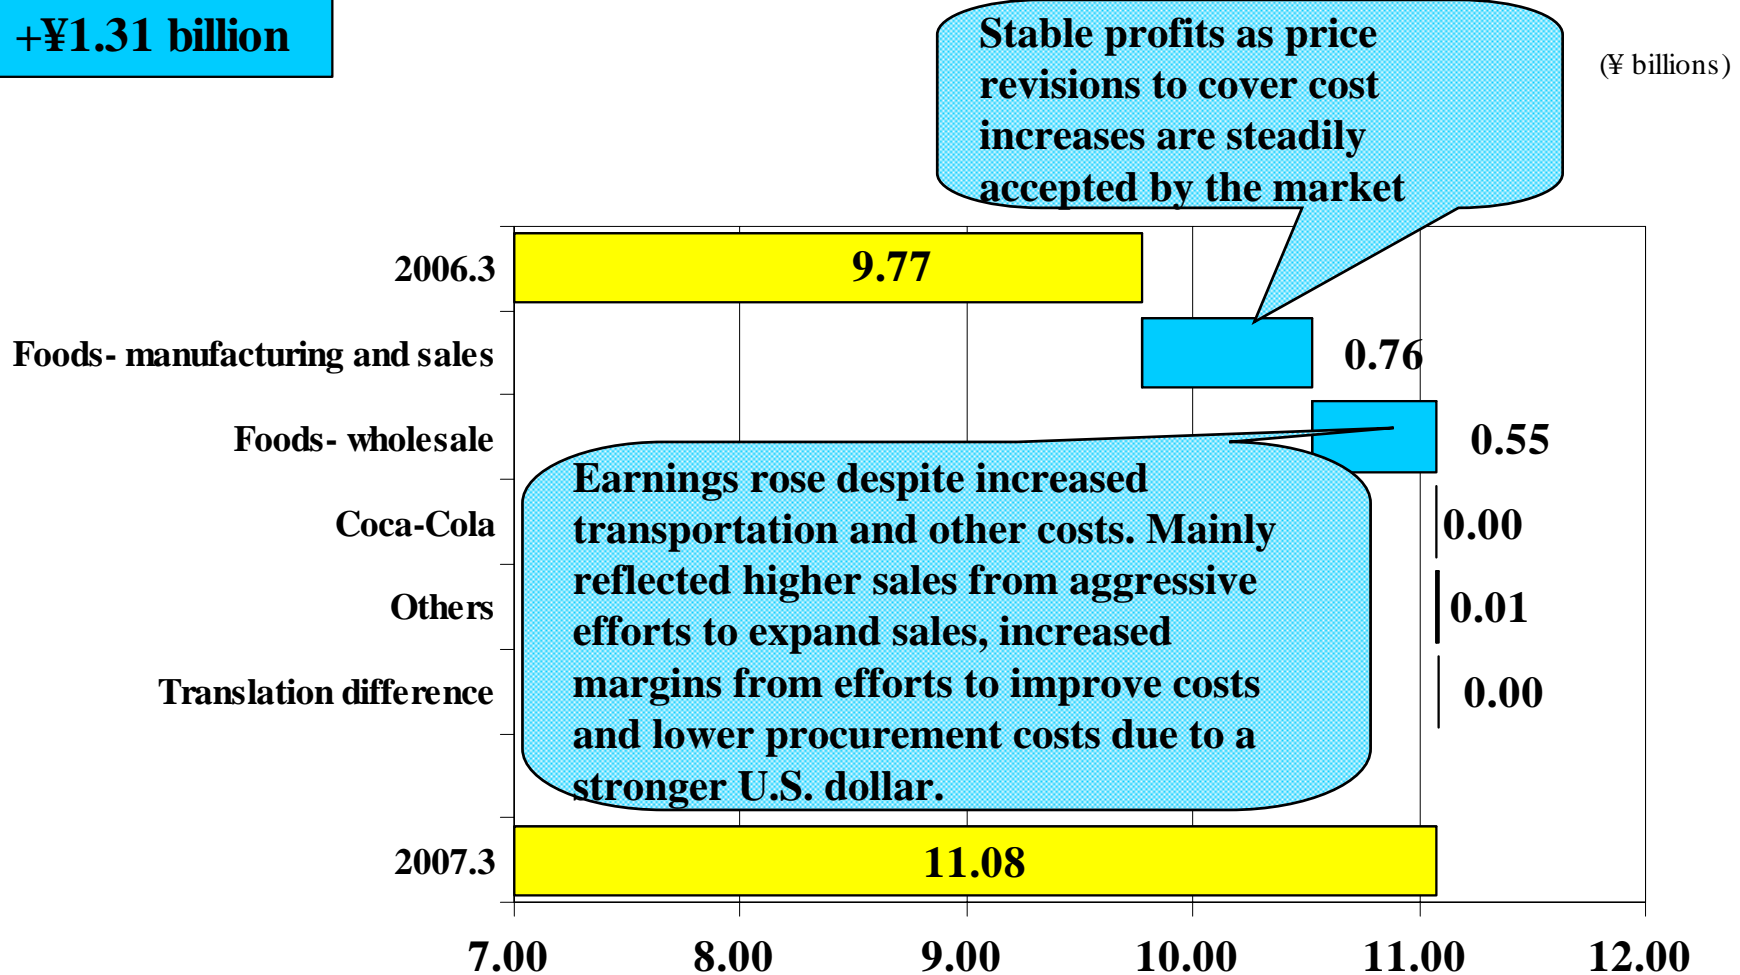 +¥1.31 billion
Stable profits as price
revisions to cover cost
increases are steadily
accepted by the market
(¥ billions)
2006.3
9.77
Foods- manufacturing and sales
0.76
Foods- wholesale
0.55
Earnings rose despite increased
transportation and other costs. Mainly
reflected higher sales from aggressive
efforts to expand sales, increased
margins from efforts to improve costs
and lower procurement costs due to a
stronger U.S. dollar.
Coca-Cola
0.00
Others
0.01
Translation difference
0.00
2007.3
11.08
7.00 8.00 9.00 10.00 11.00 12.00